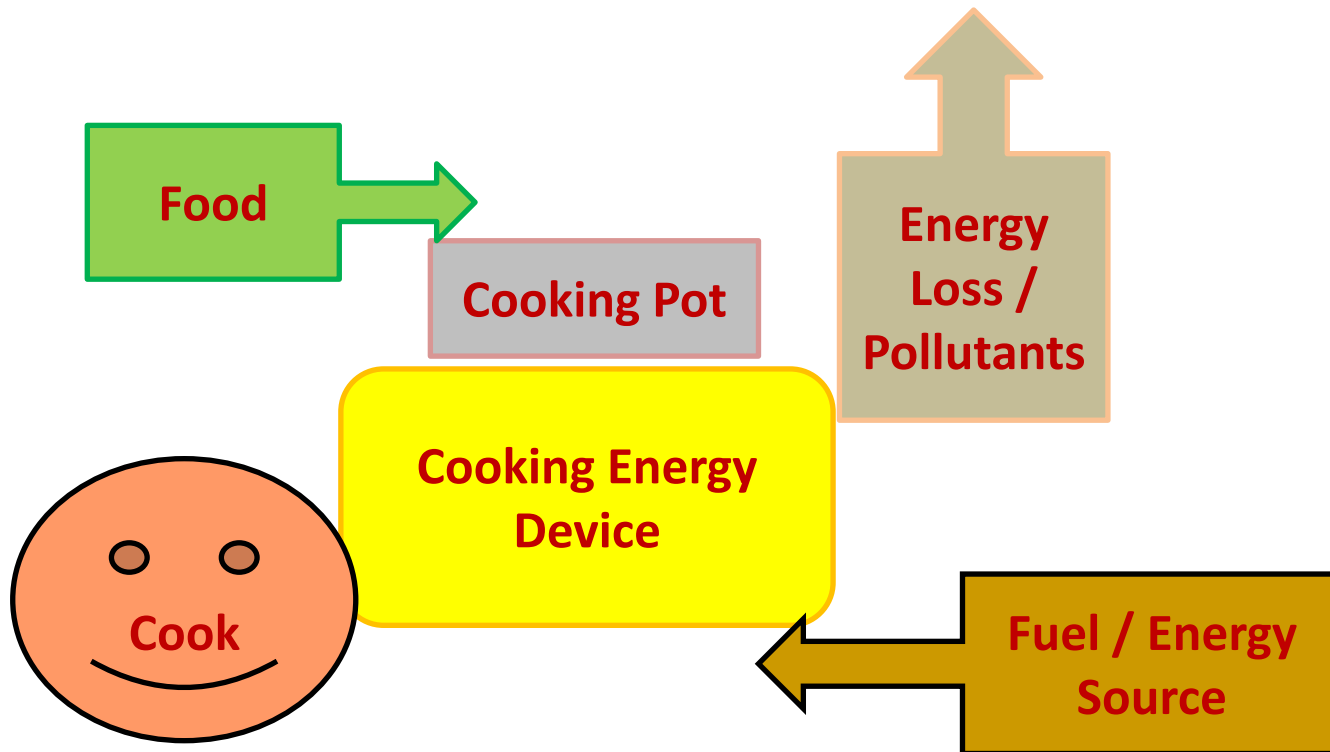 Food
Cooking Pot
Energy
Loss /
Pollutants
Cooking Energy
Device
Cook
Fuel / Energy
Source